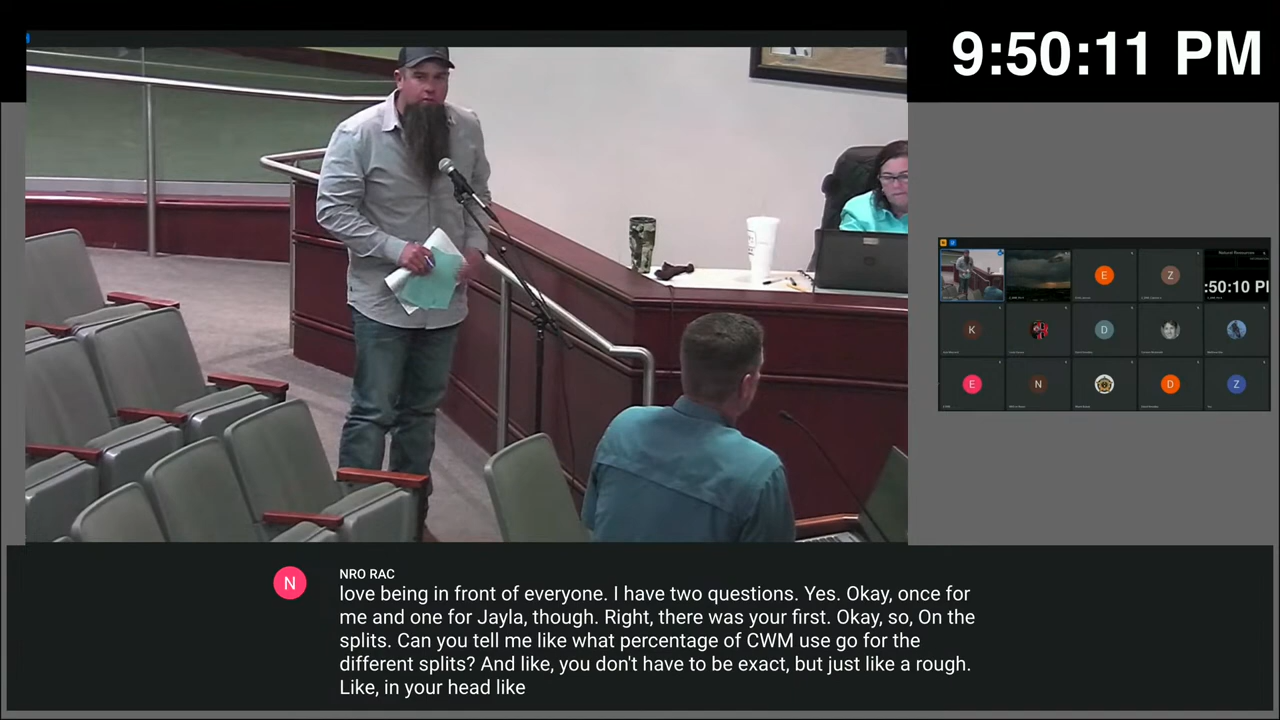 9:50:11 PM
Natural Resources
:50:10 PI
E
Z
K
D
E
N
D
Z
N
NRO RAC
love being in front of everyone. I have two questions. Yes. Okay, once for
me and one for Jayla, though. Right, there was your first. Okay, so, On the
splits. Can you tell me like what percentage of CWM use go for the
different splits? And like, you don't have to be exact, but just like a rough.
Like, in your head like